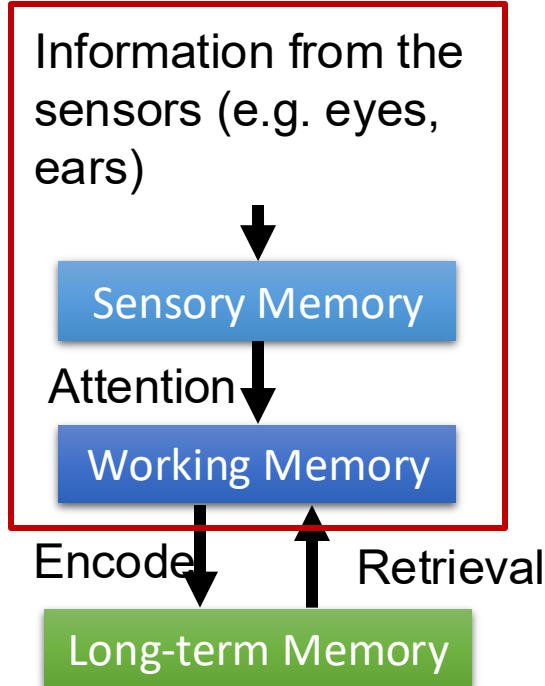 Information from the
sensors (e.g. eyes,
ears)
Sensory Memory
Attention
Working Memory
Encode
Retrieval
Long-term Memory